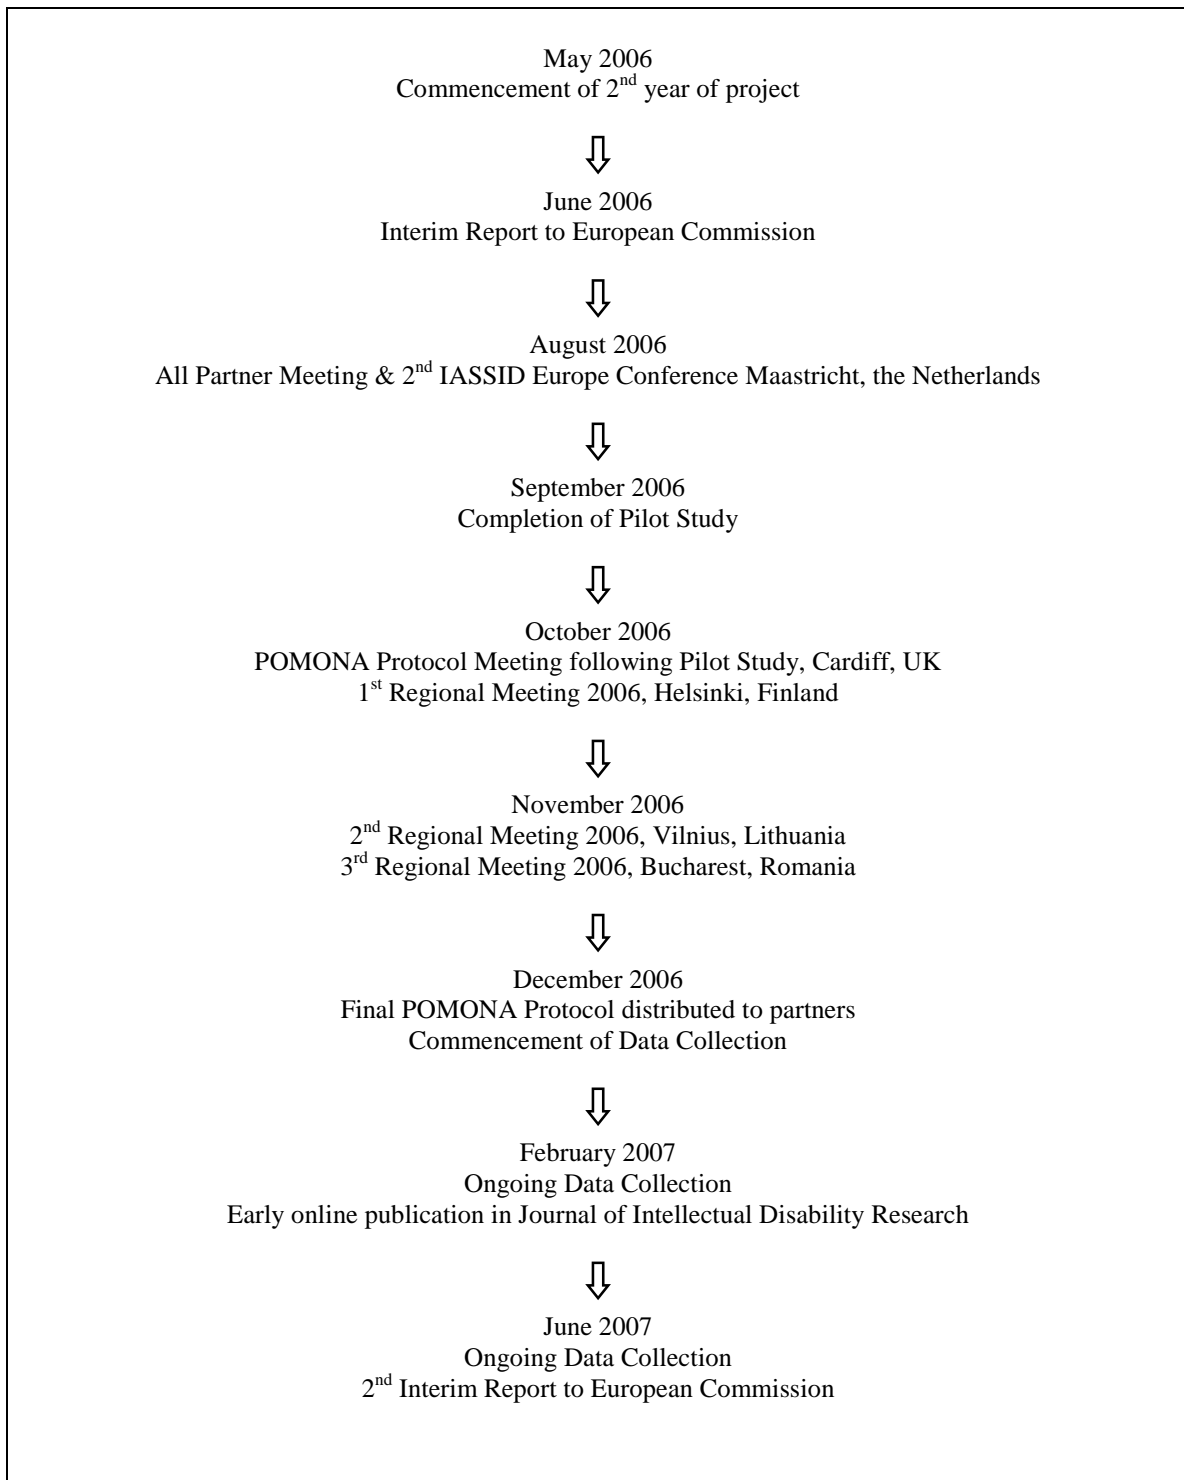 May 2006
Commencement of 2nd year of project
June 2006
Interim Report to European Commission
August 2006
All Partner Meeting & 2nd IASSID Europe Conference Maastricht, the Netherlands
September 2006
Completion of Pilot Study
October 2006
POMONA Protocol Meeting following Pilot Study, Cardiff, UK
1st Regional Meeting 2006, Helsinki, Finland
November 2006
2nd Regional Meeting 2006, Vilnius, Lithuania
3rd Regional Meeting 2006, Bucharest, Romania
December 2006
Final POMONA Protocol distributed to partners
Commencement of Data Collection
February 2007
Ongoing Data Collection
Early online publication in Journal of Intellectual Disability Research
June 2007
Ongoing Data Collection
2nd Interim Report to European Commission